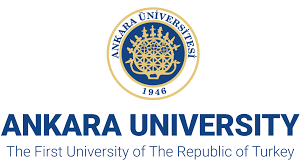 ANKARA ÜNİVERSİTESİ
1946
ANKARA UNIVERSITY
The First University of The Republic of Turkey